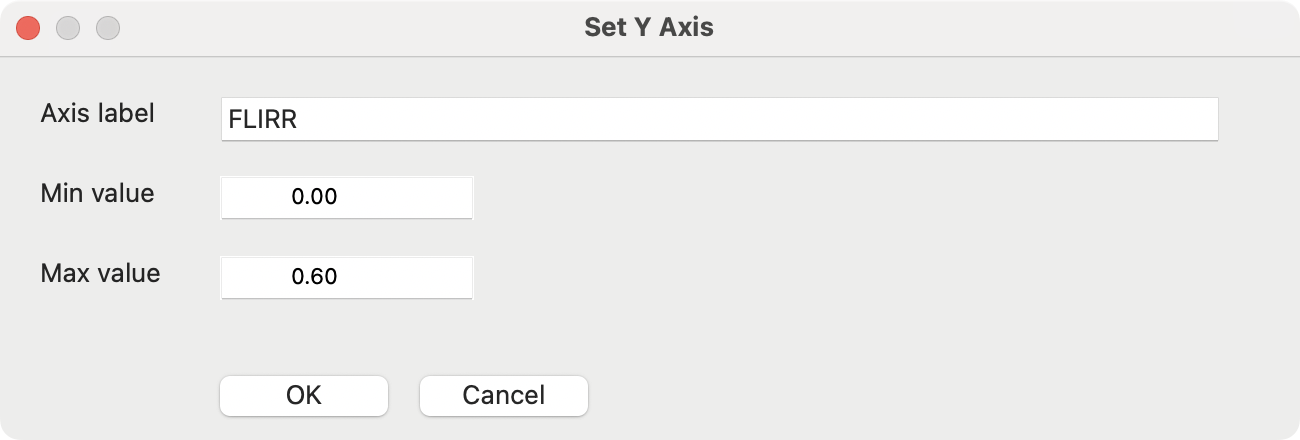 Set Y Axis
Axis label FLIRR
Min value 0.00
Max value 0.60
OK Cancel